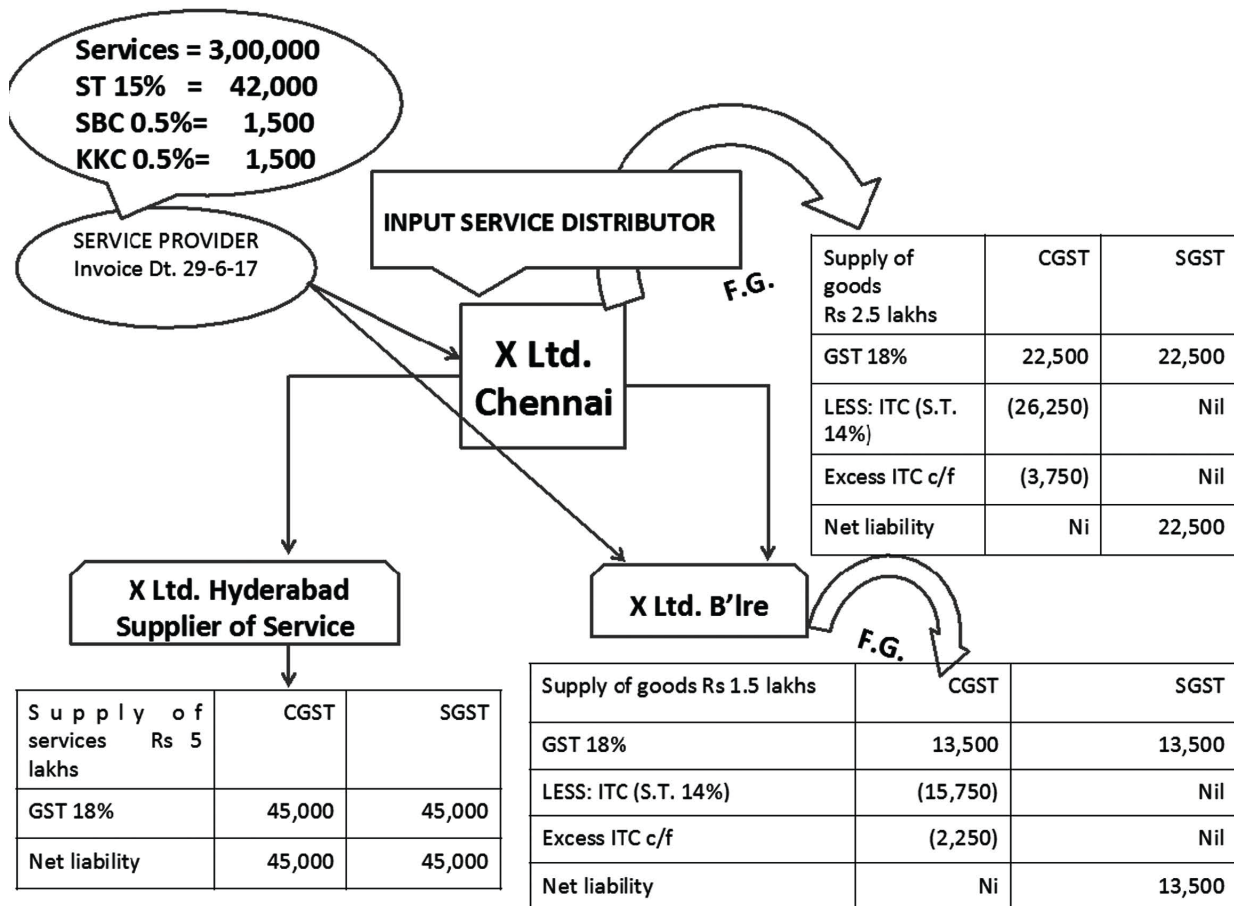 Services = 3,00,000
ST 15% = 42,000
SBC 0.5%= 1,500
KKC 0.5%= 1,500
SERVICE PROVIDER
Invoice Dt. 29-6-17
INPUT SERVICE DISTRIBUTOR
F.G.
X Ltd.
Chennai
Supply of goods Rs 2.5 lakhs CGST SGST
GST 18% 22,500 22,500
LESS: ITC (S.T. 14%) (26,250) Nil
Excess ITC c/f (3,750) Nil
Net liability Ni 22,500
X Ltd. Hyderabad
Supplier of Service
X Ltd. B'lre
F.G.
Supply of services Rs 5 lakhs CGST SGST
GST 18% 45,000 45,000
Net liability 45,000 45,000
Supply of goods Rs 1.5 lakhs CGST SGST
GST 18% 13,500 13,500
LESS: ITC (S.T. 14%) (15,750) Nil
Excess ITC c/f (2,250) Nil
Net liability Ni 13,500